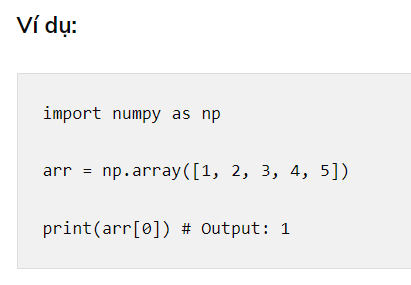 Ví dụ:
import numpy as np
arr = np.array([1, 2, 3, 4, 5])
print(arr[0]) # Output: 1